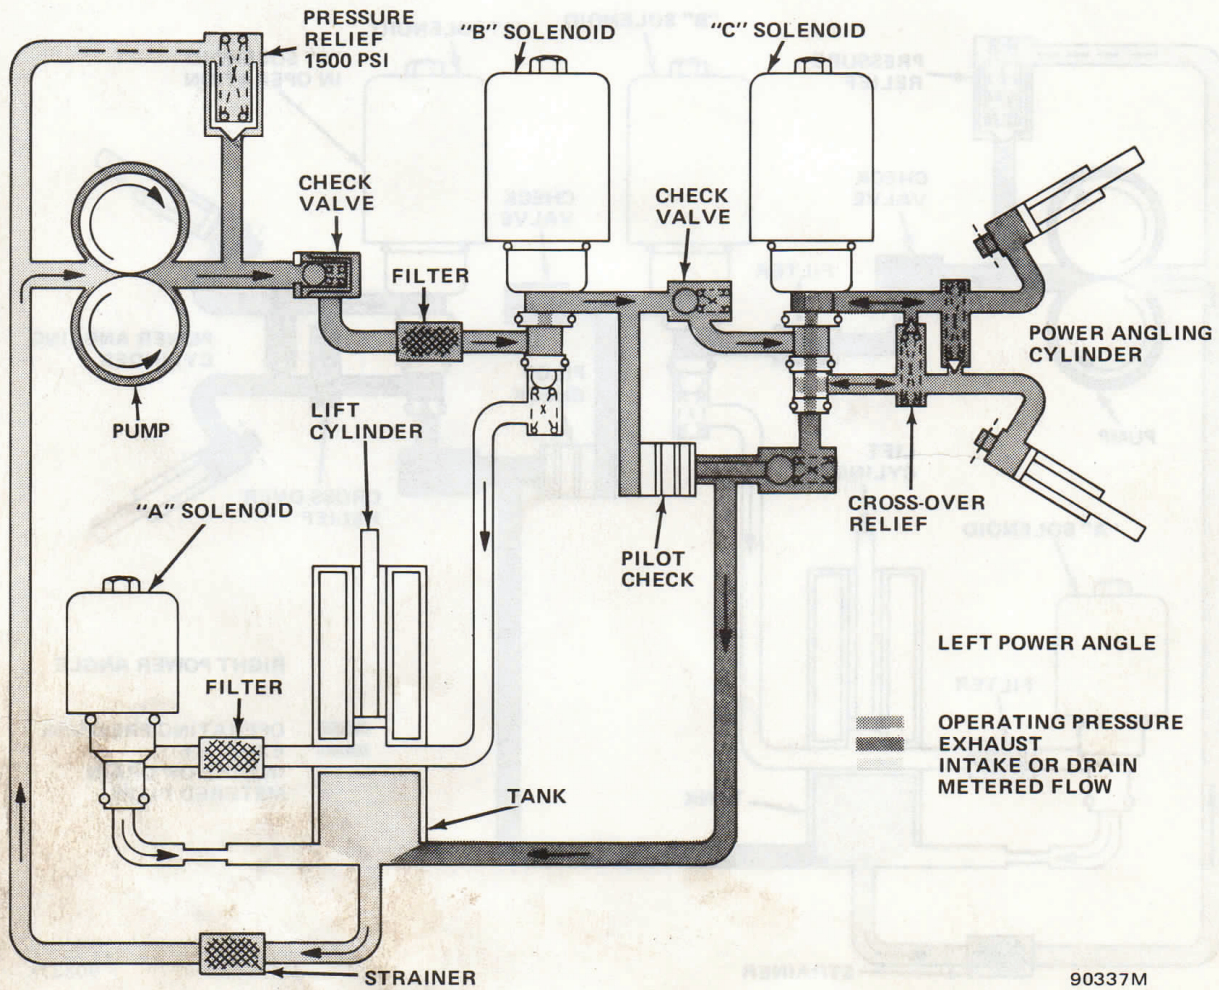 PRESSURE
RELIEF
1500 PSI
"B" SOLENOID
"C" SOLENOID
CHECK
VALVE
CHECK
VALVE
FILTER
POWER ANGLING
CYLINDER
PUMP
LIFT
CYLINDER
"A" SOLENOID
CROSS-OVER
RELIEF
PILOT
CHECK
LEFT POWER ANGLE
FILTER
OPERATING PRESSURE
EXHAUST
INTAKE OR DRAIN
METERED FLOW
TANK
STRAINER
90337M